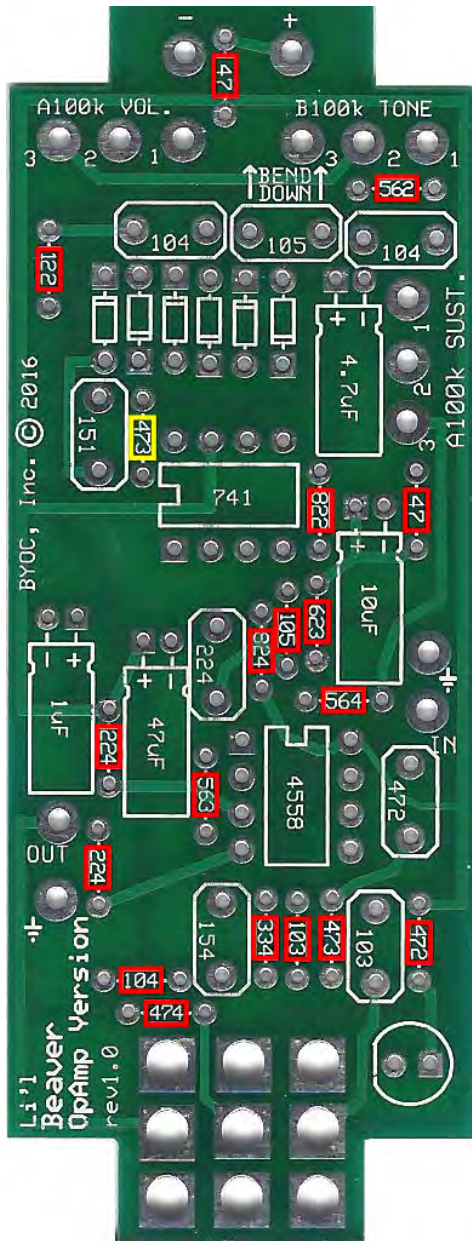 - +
47
A100k VOL.
B100k TONE
3 2 1
3 2 1
↑BEND↑
DOWN
562
122
104
105
104
1
2
3
A100k SUST.
4.7uF
+ -
151
473
BYOC, Inc. © 2016
741
822
47
- +
10uF
623
105
824
224
564
- +
1uF
- +
47uF
224
563
4558
IN
472
OUT
224
154
334
103
473
103
472
104
474
Li'l
Beaver
OpAmp Version
rev1.0